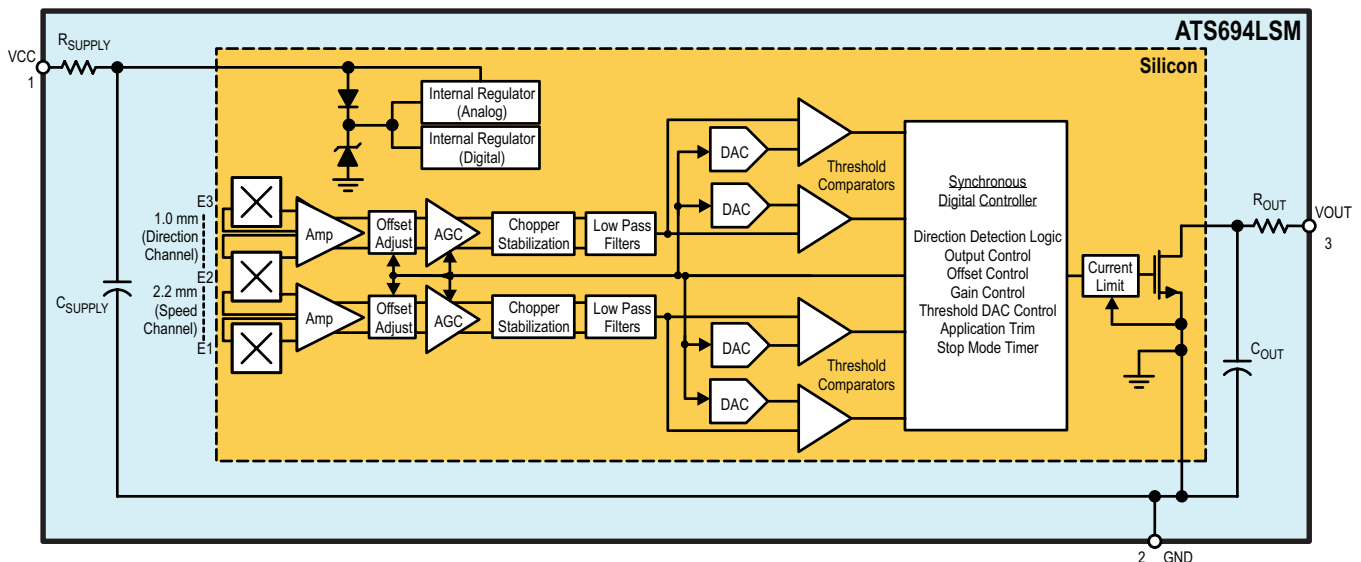 ATS694LSM
VCC
1
RSUPPLY
Silicon
Internal Regulator
(Analog)
Internal Regulator
(Digital)
E3
1.0 mm
(Direction
Channel)
E2
2.2 mm
(Speed
Channel)
E1
CSUPPLY
Amp
Offset
Adjust
AGC
Chopper
Stabilization
Low Pass
Filters
Amp
Offset
Adjust
AGC
Chopper
Stabilization
Low Pass
Filters
DAC
DAC
Threshold
Comparators
DAC
DAC
Threshold
Comparators
Synchronous
Digital Controller
Direction Detection Logic
Output Control
Offset Control
Gain Control
Threshold DAC Control
Application Trim
Stop Mode Timer
Current
Limit
ROUT
VOUT
3
COUT
2 GND